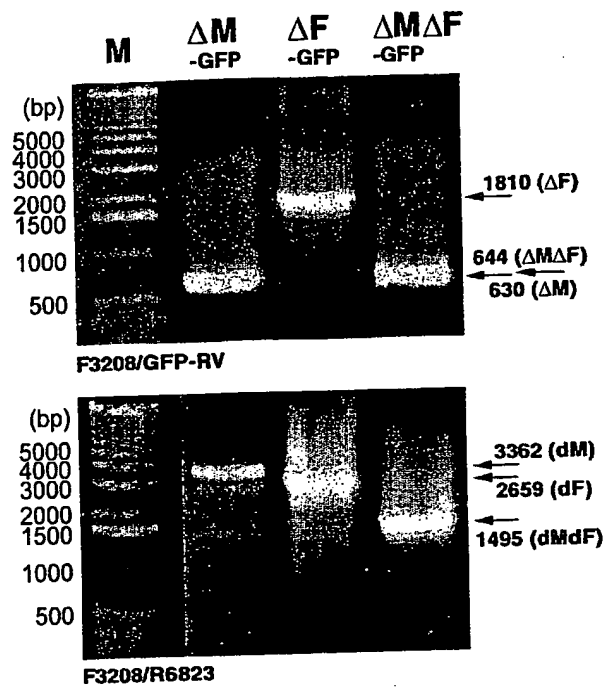 M ΔM ΔF ΔMΔF
-GFP -GFP -GFP
(bp)
5000
4000
3000
2000
1500
1000
500
1810 (ΔF)
644 (ΔMΔF)
630 (ΔM)
F3208/GFP-RV
(bp)
5000
4000
3000
2000
1500
1000
500
3362 (dM)
2659 (dF)
1495 (dMdF)
F3208/R6823